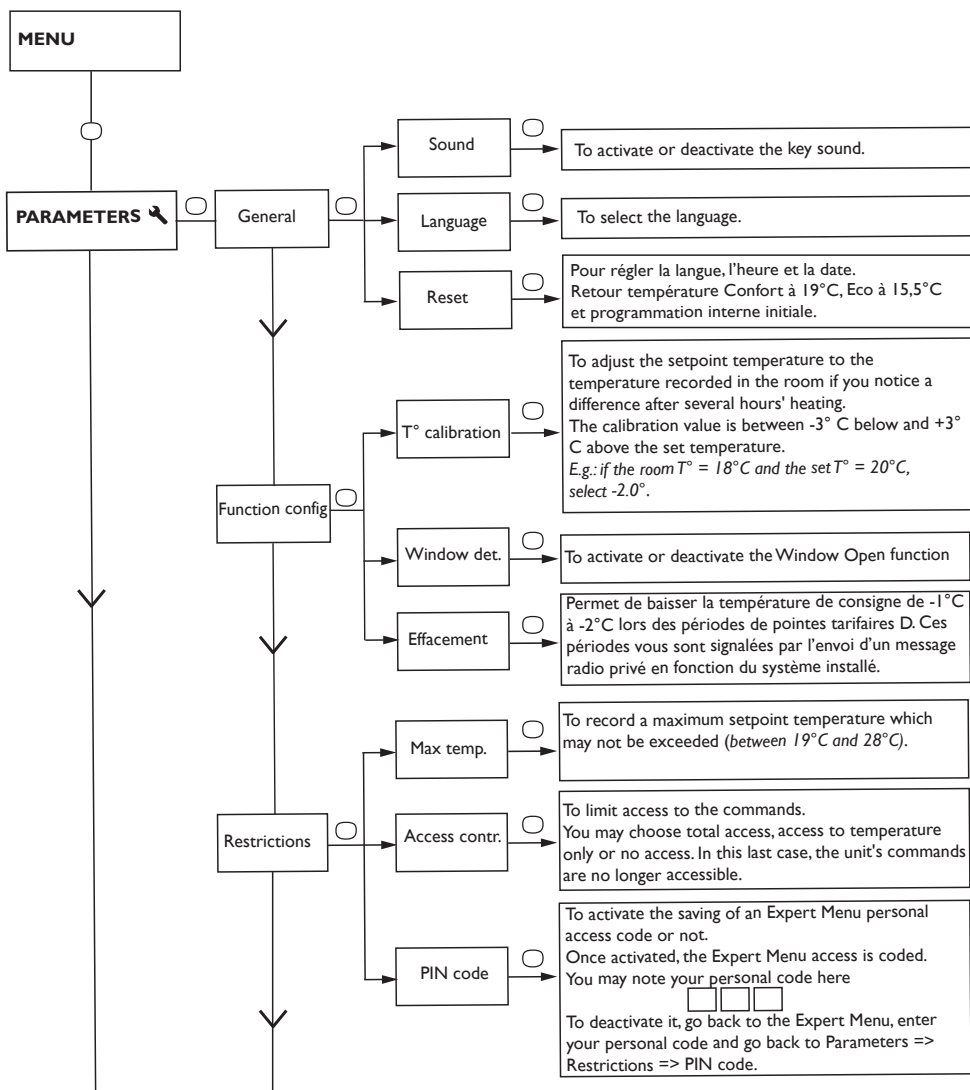 MENU
PARAMETERS
General
Sound
To activate or deactivate the key sound.
Language
To select the language.
Reset
Pour régler la langue, l'heure et la date.
Retour température Confort à 19°C, Eco à 15,5°C
et programmation interne initiale.
Function config
T° calibration
To adjust the setpoint temperature to the
temperature recorded in the room if you notice a
difference after several hours' heating.
The calibration value is between -3° C below and +3°
C above the set temperature.
E.g.: if the room T° = 18°C and the set T° = 20°C,
select -2.0°.
Window det.
To activate or deactivate the Window Open function
Effacement
Permet de baisser la température de consigne de -1°C
à -2°C lors des périodes de pointes tarifaires D. Ces
périodes vous sont signalées par l'envoi d'un message
radio privé en fonction du système installé.
Restrictions
Max temp.
To record a maximum setpoint temperature which
may not be exceeded (between 19°C and 28°C).
Access contr.
To limit access to the commands.
You may choose total access, access to temperature
only or no access. In this last case, the unit's commands
are no longer accessible.
PIN code
To activate the saving of an Expert Menu personal
access code or not.
Once activated, the Expert Menu access is coded.
You may note your personal code here
To deactivate it, go back to the Expert Menu, enter
your personal code and go back to Parameters =>
Restrictions => PIN code.